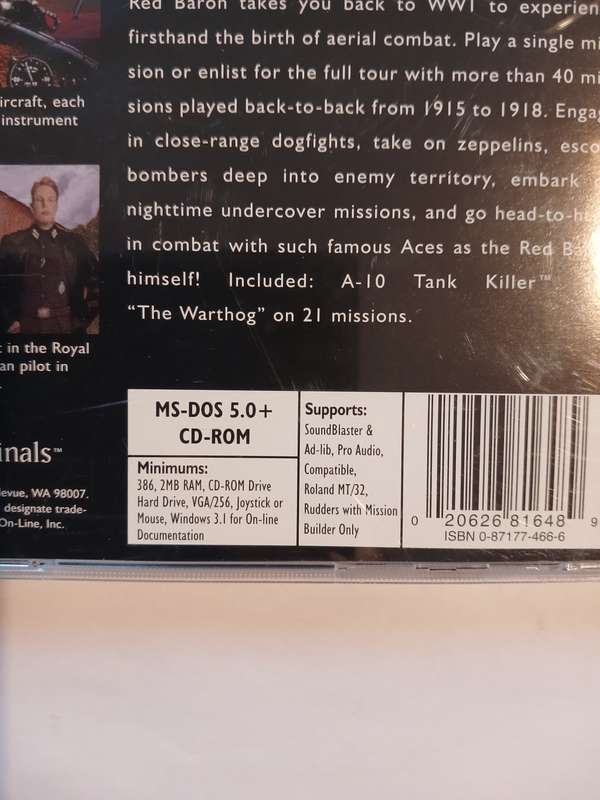 Red Baron takes you back to WW1 to experien
firsthand the birth of aerial combat. Play a single mi
sion or enlist for the full tour with more than 40 mi
sions played back-to-back from 1915 to 1918. Engag
in close-range dogfights, take on zeppelins, esco
bombers deep into enemy territory, embark
nighttime undercover missions, and go head-to-he
in combat with such famous Aces as the Red Ba
himself! Included: A-10 Tank Killer™
“The Warthog” on 21 missions.
ircraft, each
instrument
t in the Royal
an pilot in
inals™
levue, WA 98007.
designate trade-
On-Line, Inc.
MS-DOS 5.0+
CD-ROM
Minimums:
386, 2MB RAM, CD-ROM Drive
Hard Drive, VGA/256, Joystick or
Mouse, Windows 3.1 for On-line
Documentation
Supports:
SoundBlaster &
Ad-lib, Pro Audio,
Compatible,
Roland MT/32,
Rudders with Mission
Builder Only
0 20626 81648 9
ISBN 0-87177-466-6